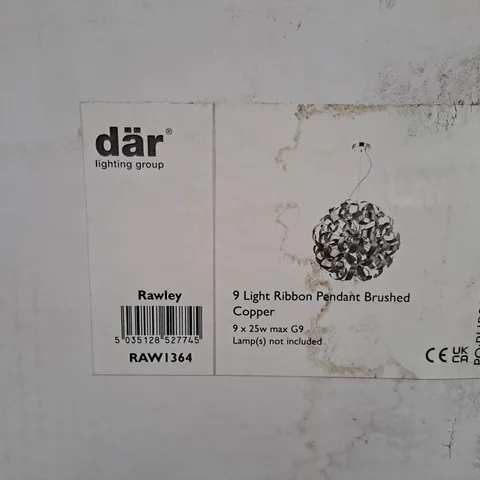 där®
lighting group
Rawley
5 035128 527745
RAW1364
9 Light Ribbon Pendant Brushed
Copper
9 x 25w max G9
Lamp(s) not included
CE UK
CA